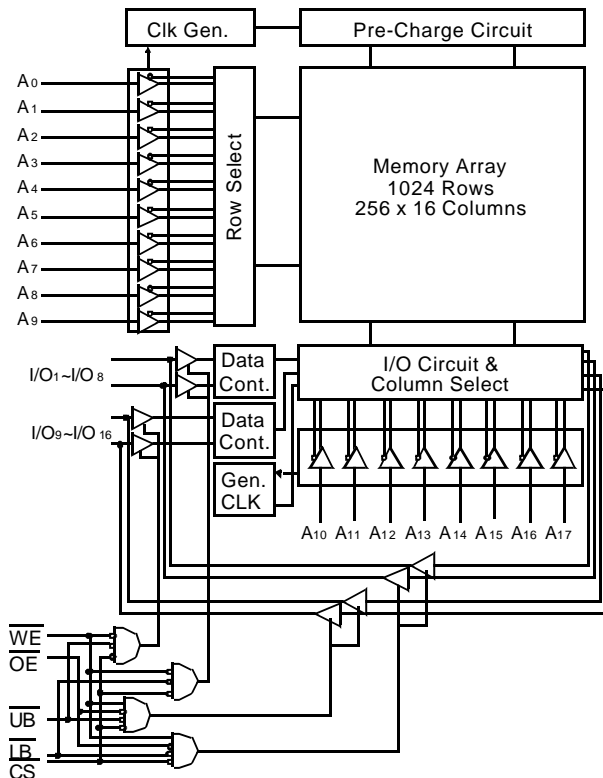 Clk Gen.
Pre-Charge Circuit
A0
A1
A2
A3
A4
A5
A6
A7
A8
A9
Row Select
Memory Array
1024 Rows
256 x 16 Columns
I/O1~I/O 8
Data
Cont.
I/O Circuit &
Column Select
I/O9~I/O 16
Data
Cont.
Gen.
CLK
A10 A11 A12 A13 A14 A15 A16 A17
WE
OE
UB
LB
CS